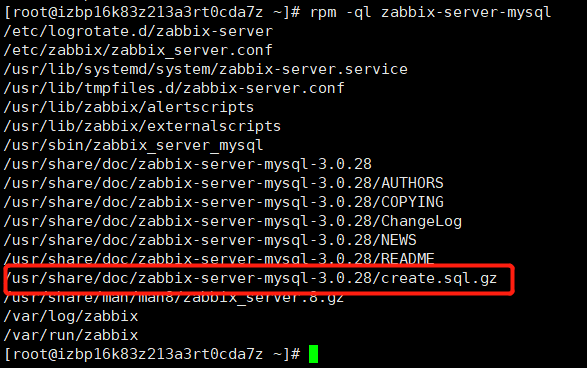 [root@izbp16k83z213a3rt0cda7z ~]# rpm -ql zabbix-server-mysql
/etc/logrotate.d/zabbix-server
/etc/zabbix/zabbix_server.conf
/usr/lib/systemd/system/zabbix-server.service
/usr/lib/tmpfiles.d/zabbix-server.conf
/usr/lib/zabbix/alertscripts
/usr/lib/zabbix/externalscripts
/usr/sbin/zabbix_server_mysql
/usr/share/doc/zabbix-server-mysql-3.0.28
/usr/share/doc/zabbix-server-mysql-3.0.28/AUTHORS
/usr/share/doc/zabbix-server-mysql-3.0.28/COPYING
/usr/share/doc/zabbix-server-mysql-3.0.28/ChangeLog
/usr/share/doc/zabbix-server-mysql-3.0.28/NEWS
/usr/share/doc/zabbix-server-mysql-3.0.28/README
/usr/share/doc/zabbix-server-mysql-3.0.28/create.sql.gz
/usr/share/man/man8/zabbix_server.8.gz
/var/log/zabbix
/var/run/zabbix
[root@izbp16k83z213a3rt0cda7z ~]#